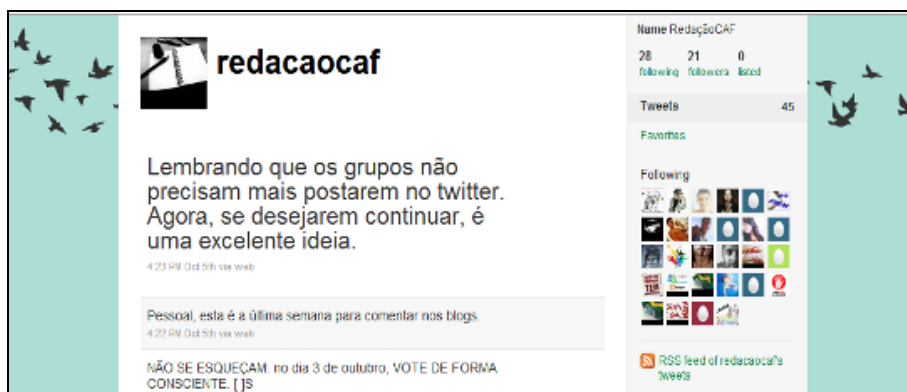 redacaocaf
Lembrando que os grupos não
precisam mais postarem no twitter.
Agora, se desejarem continuar, é
uma excelente ideia.
4:23 PM Oct 5th via web
Pessoal, esta é a última semana para comentar nos blogs.
4:22 PM Oct 5th via web
NÃO SE ESQUEÇAM: no dia 3 de outubro, VOTE DE FORMA
CONSCIENTE. [ ]S
Name RedaçãoCAF
28 21 0
following followers listed
Tweets 45
Favorites
Following
RSS feed of redacaocaf's
tweets